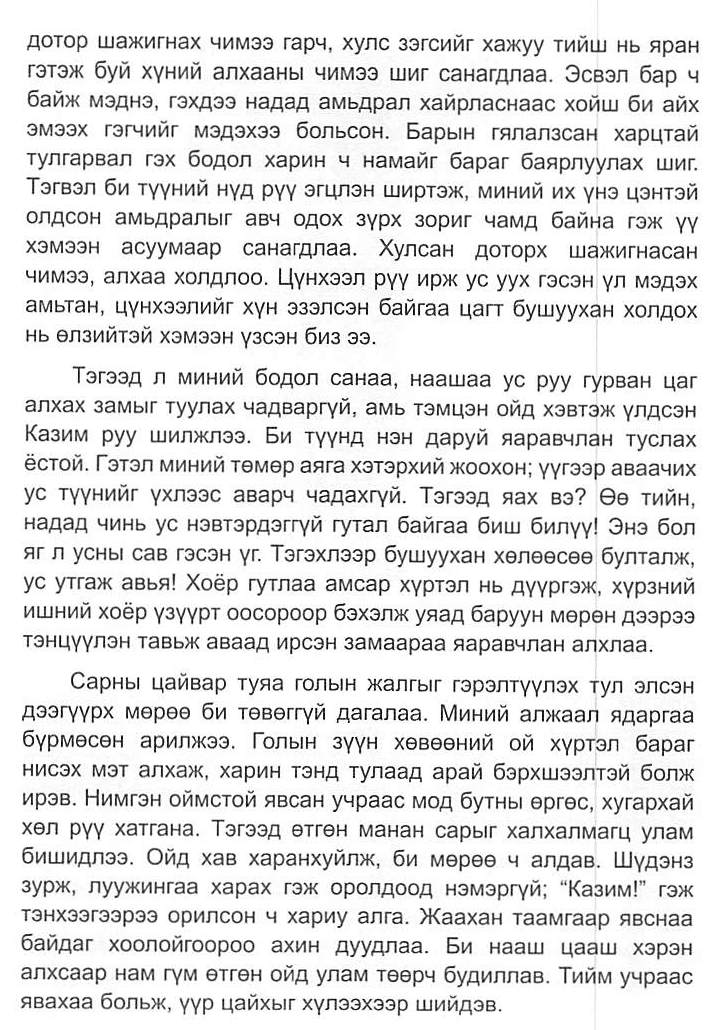 дотор шажигнах чимээ гарч, хулс зэгсийг хажуу тийш нь яран
гэтэж буй хүний алхааны чимээ шиг санагдлаа. Эсвэл бар ч
байж мэднэ, гэхдээ надад амьдрал хайрласнаас хойш би айх
эмээх гэгчийг мэдэхээ больсон. Барын гялалзсан харцтай
тулгарвал гэх бодол харин ч намайг бараг баярлуулах шиг.
Тэгвэл би түүний нүд рүү эгцлэн ширтэж, миний их үнэ цэнтэй
олдсон амьдралыг авч одох зүрх зориг чамд байна гэж үү
хэмээн асуумаар санагдлаа. Хулсан доторх шажигнасан
чимээ, алхаа холдлоо. Цүнхээл рүү ирж ус уух гэсэн үл мэдэх
амьтан, цүнхээлийг хүн эзэлсэн байгаа цагт бушуухан холдох
нь өлзийтэй хэмээн үзсэн биз ээ.
Тэгээд л миний бодол санаа, наашаа ус руу гурван цаг
алхах замыг туулах чадваргүй, амь тэмцэн ойд хэвтэж үлдсэн
Казим руу шилжлээ. Би түүнд нэн даруй яаравчлан туслах
ёстой. Гэтэл миний төмөр аяга хэтэрхий жоохон; үүгээр аваачих
ус түүнийг үхлээс аварч чадахгүй. Тэгээд яах вэ? Өө тийн,
надад чинь ус нэвтэрдэггүй гутал байгаа биш билүү! Энэ бол
яг л усны сав гэсэн үг. Тэгэхлээр бушуухан хөлөөсөө булталж,
ус утгаж авья! Хоёр гутлаа амсар хүртэл нь дүүргэж, хүрзний
ишний хоёр үзүүрт оосороор бэхэлж уяад баруун мөрөн дээрээ
тэнцүүлэн тавьж аваад ирсэн замаараа яаравчлан алхлаа.
Сарны цайвар туяа голын жалгыг гэрэлтүүлэх тул элсэн
дээгүүрх мөрөө би төвөггүй дагалаа. Миний алжаал ядаргаа
бүрмөсөн арилжээ. Голын зүүн хөвөөний ой хүртэл бараг
нисэх мэт алхаж, харин тэнд тулаад арай бэрхшээлтэй болж
ирэв. Нимгэн оймстой явсан учраас мод бутны өргөс, хугархай
хөл рүү хатгана. Тэгээд өтгөн манан сарыг халхалмагц улам
бишидлээ. Ойд хав харанхуйлж, би мөрөө ч алдав. Шүдэнз
зурж, луужингаа харах гэж оролдоод нэмэргүй; “Казим!” гэж
тэнхээгээрээ орилсон ч хариу алга. Жаахан таамгаар явснаа
байдаг хоолойгоороо ахин дуудлаа. Би нааш цааш хэрэн
алхсаар нам гүм өтгөн ойд улам төөрч будиллав. Тийм учраас
явахаа больж, үүр цайхыг хүлээхээр шийдэв.